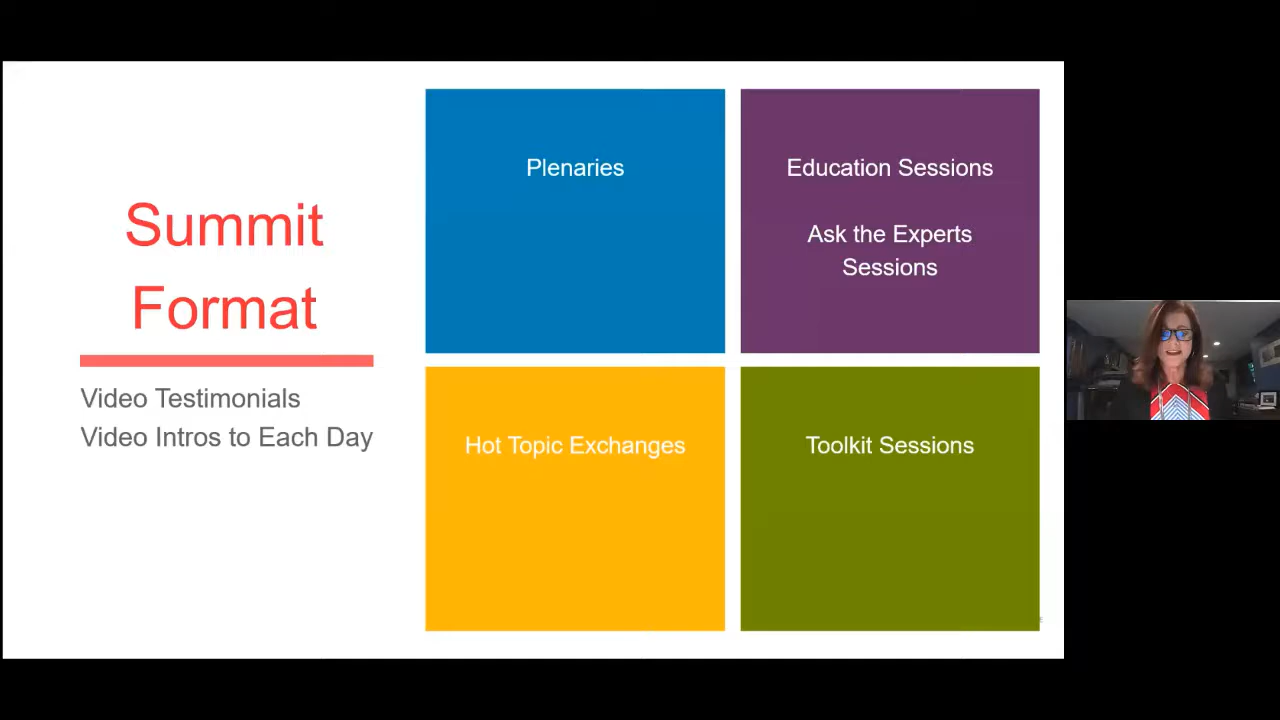 Summit
Format
Video Testimonials
Video Intros to Each Day
Plenaries
Education Sessions
Ask the Experts
Sessions
Hot Topic Exchanges
Toolkit Sessions